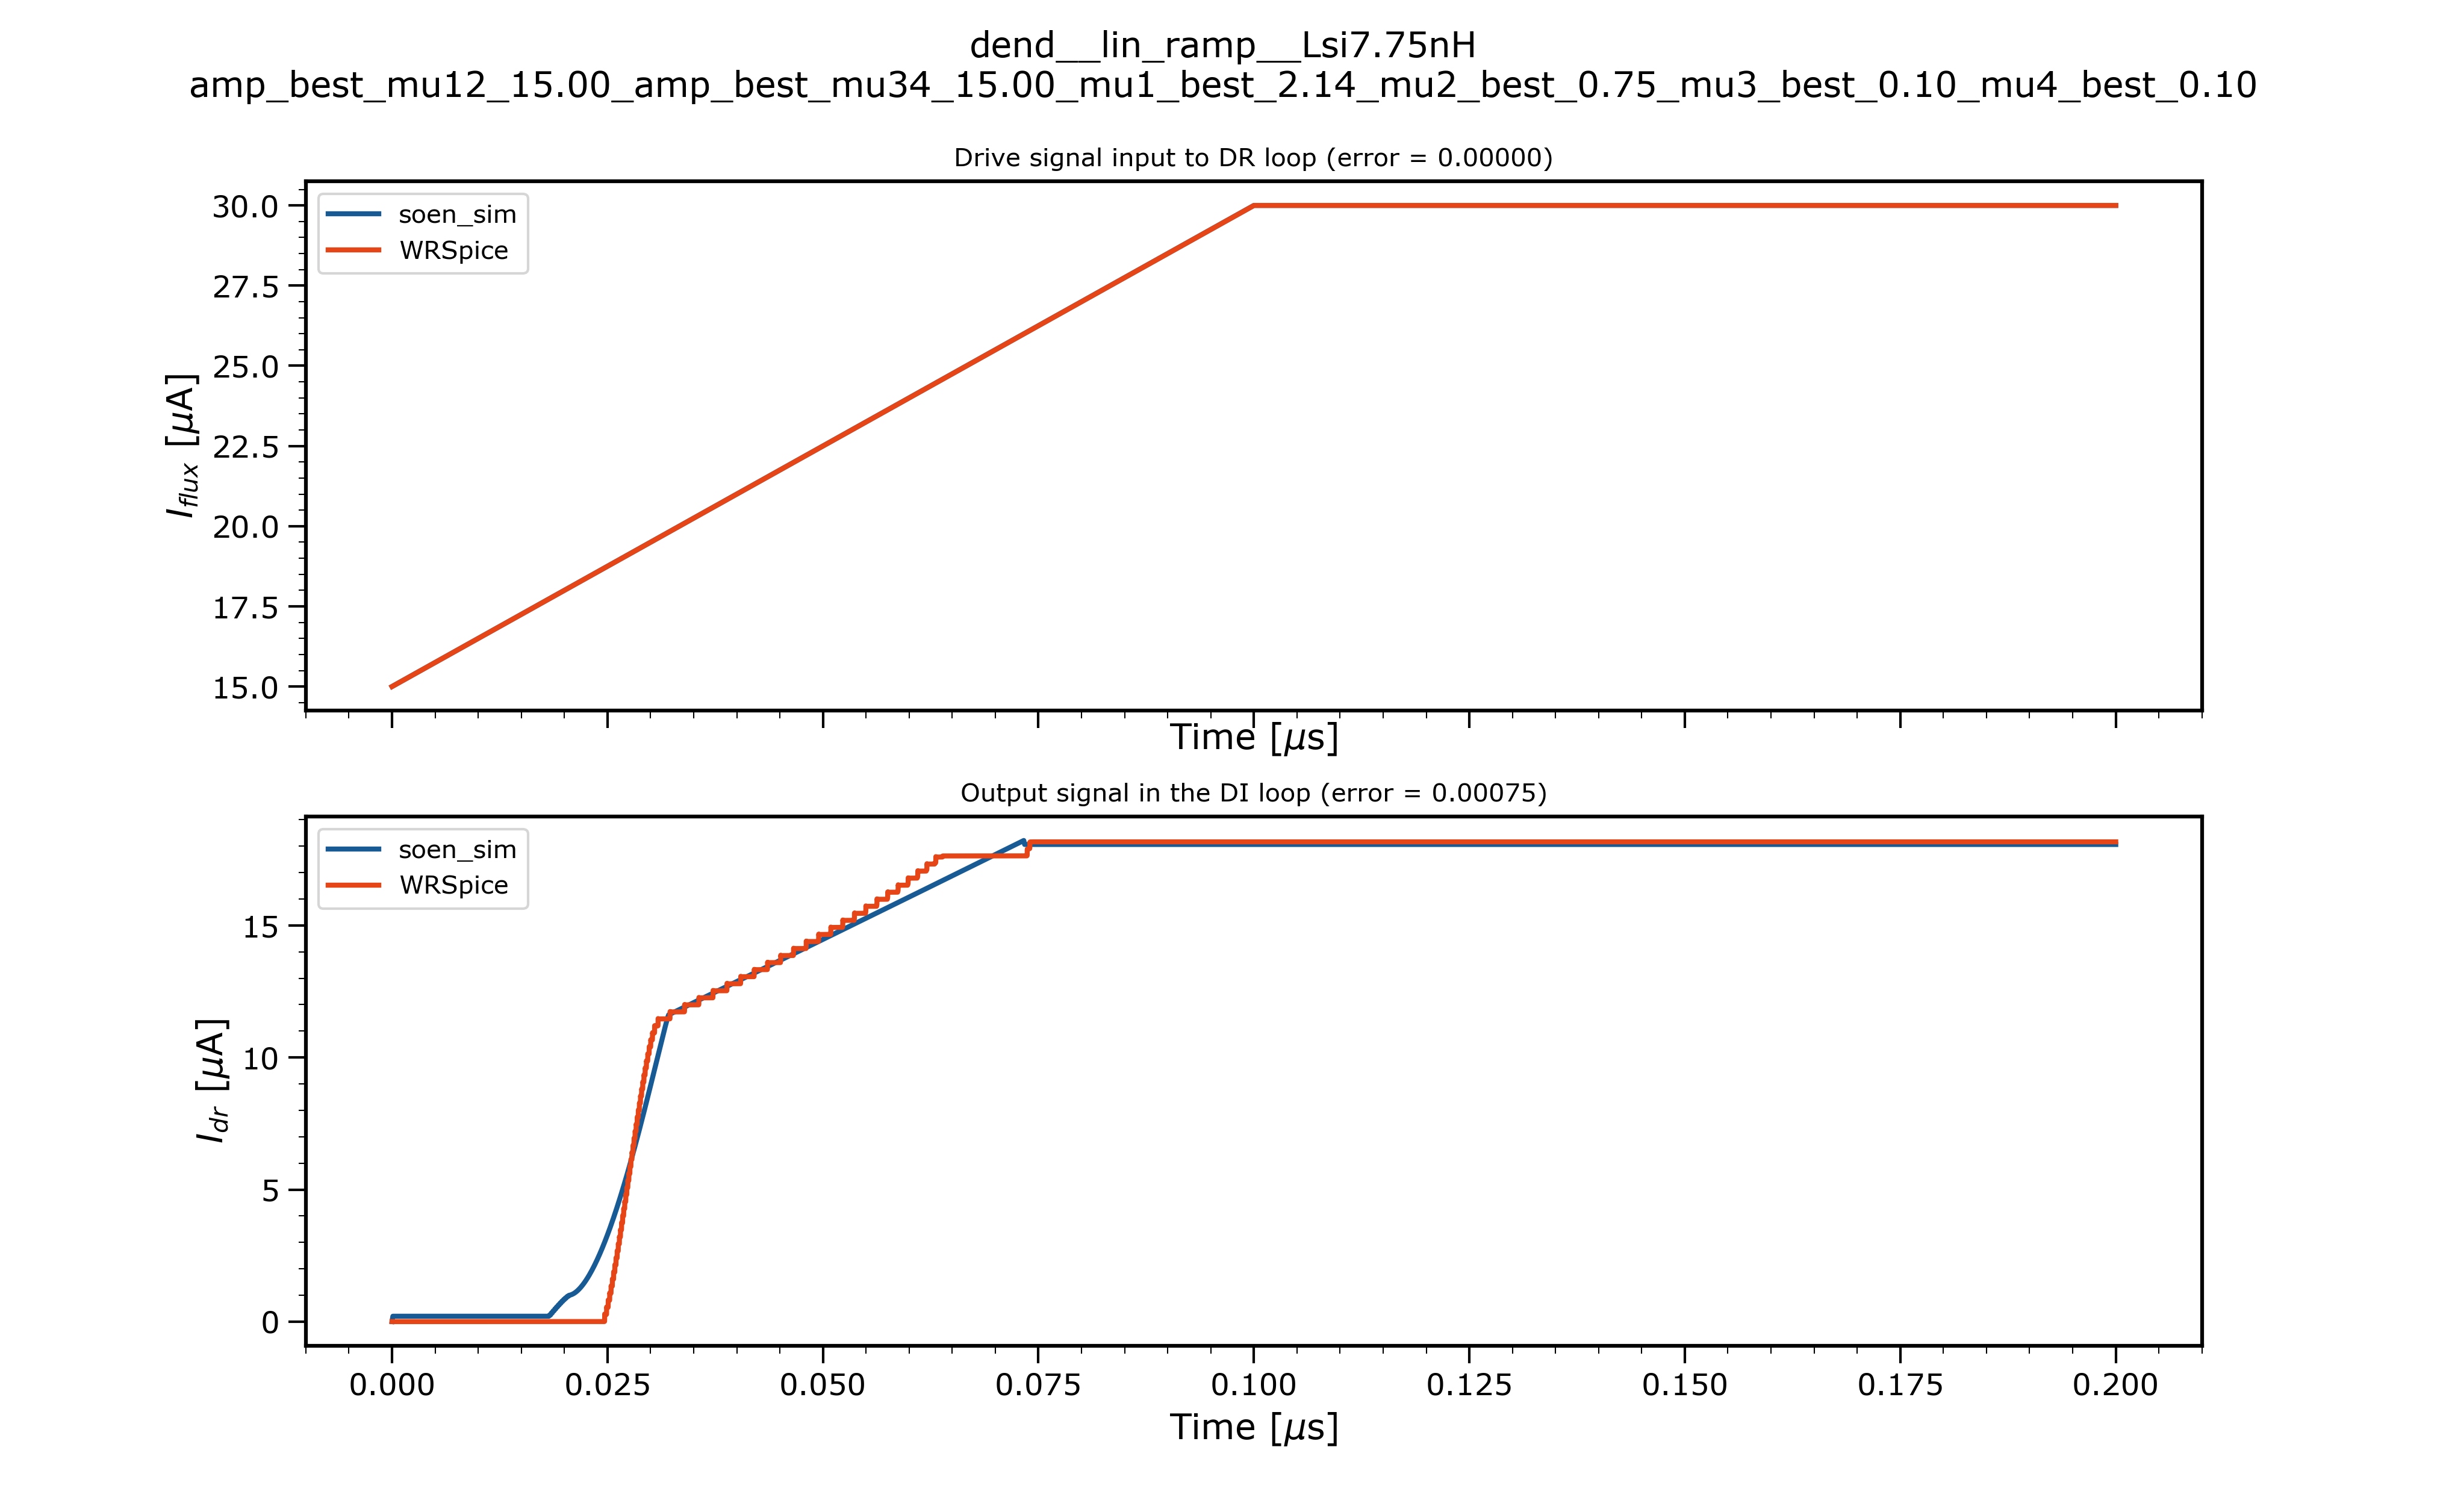 dend__lin_ramp__Lsi7.75nH
amp_best_mu12_15.00_amp_best_mu34_15.00_mu1_best_2.14_mu2_best_0.75_mu3_best_0.10_mu4_best_0.10
Drive signal input to DR loop (error = 0.00000)
soen_sim
WRSpice
30.0
27.5
25.0
22.5
20.0
17.5
15.0
I_flux [μA]
Time [μs]
Output signal in the DI loop (error = 0.00075)
soen_sim
WRSpice
15
10
5
0
I_dr [μA]
0.000 0.025 0.050 0.075 0.100 0.125 0.150 0.175 0.200
Time [μs]